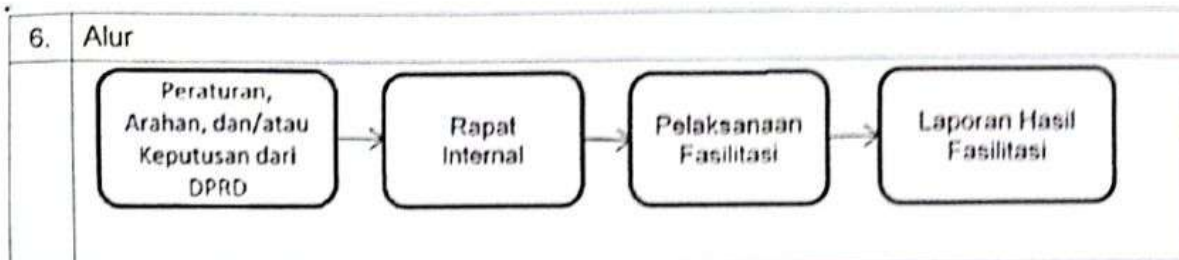 6. Alur
Peraturan,
Arahan, dan/atau
Keputusan dari
DPRD
Rapat
Internal
Pelaksanaan
Fasilitasi
Laporan Hasil
Fasilitasi